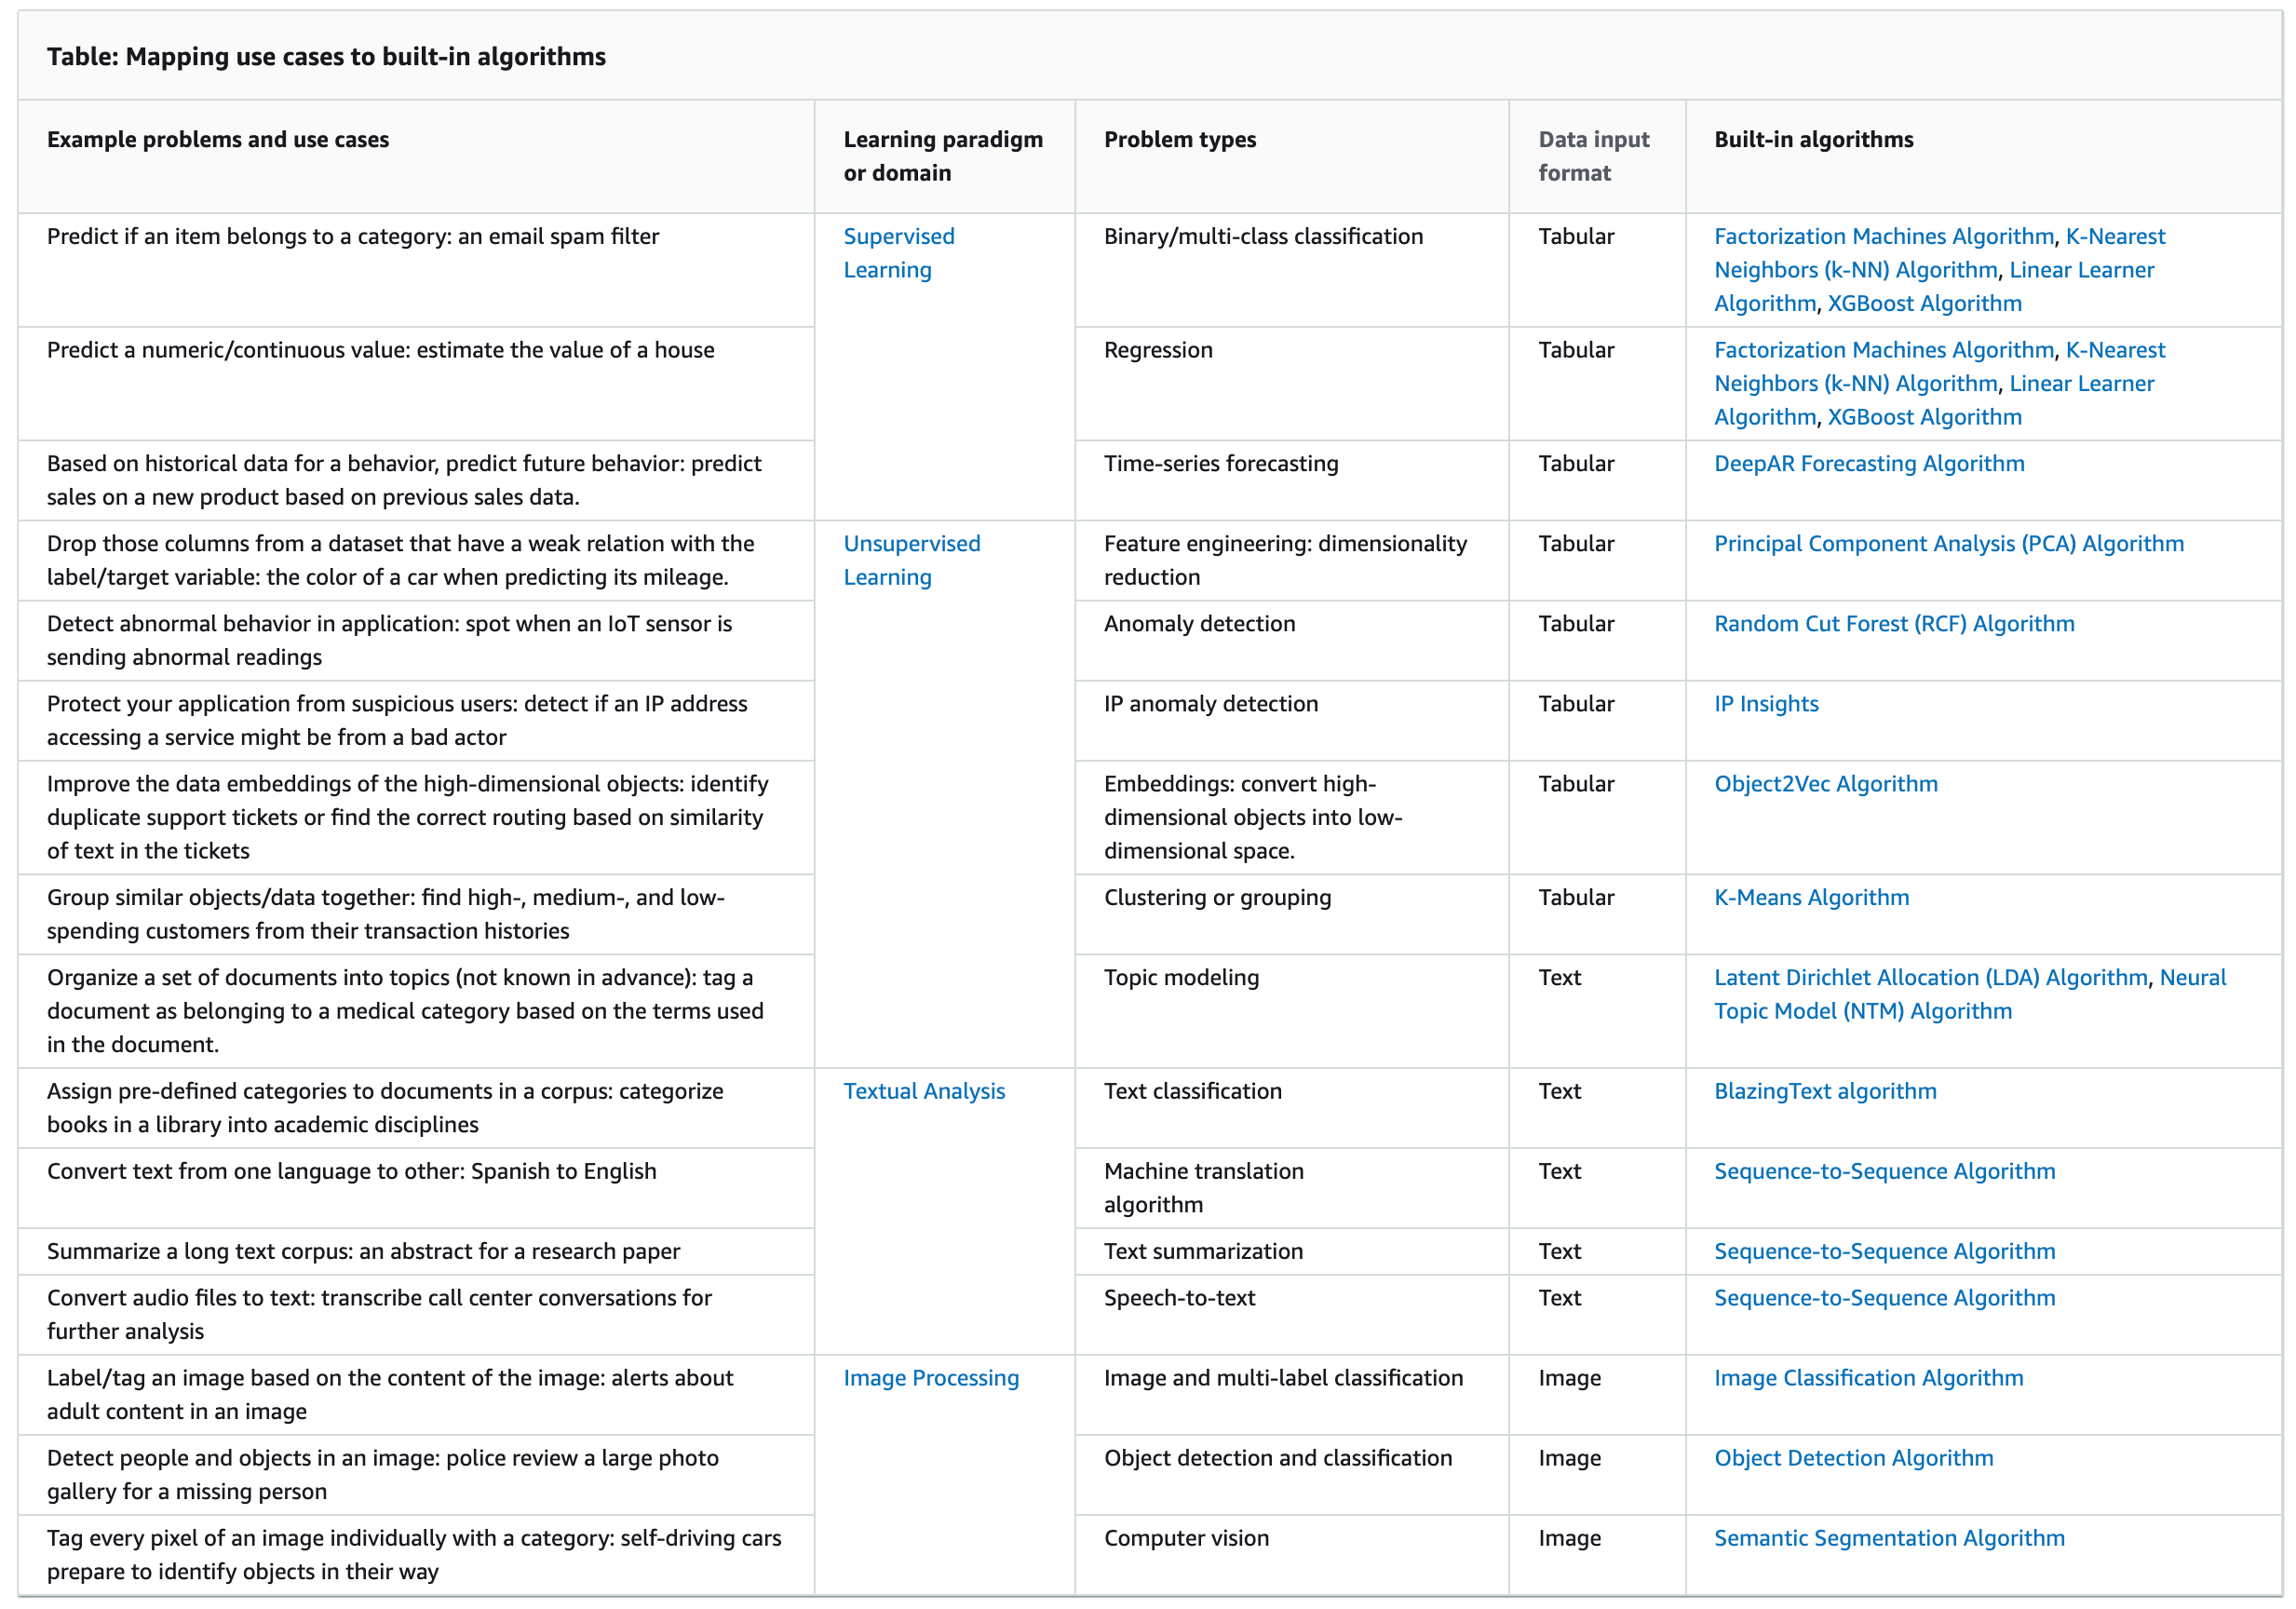 Table: Mapping use cases to built-in algorithms
Example problems and use cases
Learning paradigm
or domain
Problem types
Data input
format
Built-in algorithms
Predict if an item belongs to a category: an email spam filter
Supervised
Learning
Binary/multi-class classification
Tabular
Factorization Machines Algorithm, K-Nearest
Neighbors (k-NN) Algorithm, Linear Learner
Algorithm, XGBoost Algorithm
Predict a numeric/continuous value: estimate the value of a house
Regression
Tabular
Factorization Machines Algorithm, K-Nearest
Neighbors (k-NN) Algorithm, Linear Learner
Algorithm, XGBoost Algorithm
Based on historical data for a behavior, predict future behavior: predict
sales on a new product based on previous sales data.
Time-series forecasting
Tabular
DeepAR Forecasting Algorithm
Drop those columns from a dataset that have a weak relation with the
label/target variable: the color of a car when predicting its mileage.
Unsupervised
Learning
Feature engineering: dimensionality
reduction
Tabular
Principal Component Analysis (PCA) Algorithm
Detect abnormal behavior in application: spot when an IoT sensor is
sending abnormal readings
Anomaly detection
Tabular
Random Cut Forest (RCF) Algorithm
Protect your application from suspicious users: detect if an IP address
accessing a service might be from a bad actor
IP anomaly detection
Tabular
IP Insights
Improve the data embeddings of the high-dimensional objects: identify
duplicate support tickets or find the correct routing based on similarity
of text in the tickets
Embeddings: convert high-
dimensional objects into low-
dimensional space.
Tabular
Object2Vec Algorithm
Group similar objects/data together: find high-, medium-, and low-
spending customers from their transaction histories
Clustering or grouping
Tabular
K-Means Algorithm
Organize a set of documents into topics (not known in advance): tag a
document as belonging to a medical category based on the terms used
in the document.
Topic modeling
Text
Latent Dirichlet Allocation (LDA) Algorithm, Neural
Topic Model (NTM) Algorithm
Assign pre-defined categories to documents in a corpus: categorize
books in a library into academic disciplines
Textual Analysis
Text classification
Text
BlazingText algorithm
Convert text from one language to other: Spanish to English
Machine translation
algorithm
Text
Sequence-to-Sequence Algorithm
Summarize a long text corpus: an abstract for a research paper
Text summarization
Text
Sequence-to-Sequence Algorithm
Convert audio files to text: transcribe call center conversations for
further analysis
Speech-to-text
Text
Sequence-to-Sequence Algorithm
Label/tag an image based on the content of the image: alerts about
adult content in an image
Image Processing
Image and multi-label classification
Image
Image Classification Algorithm
Detect people and objects in an image: police review a large photo
gallery for a missing person
Object detection and classification
Image
Object Detection Algorithm
Tag every pixel of an image individually with a category: self-driving cars
prepare to identify objects in their way
Computer vision
Image
Semantic Segmentation Algorithm